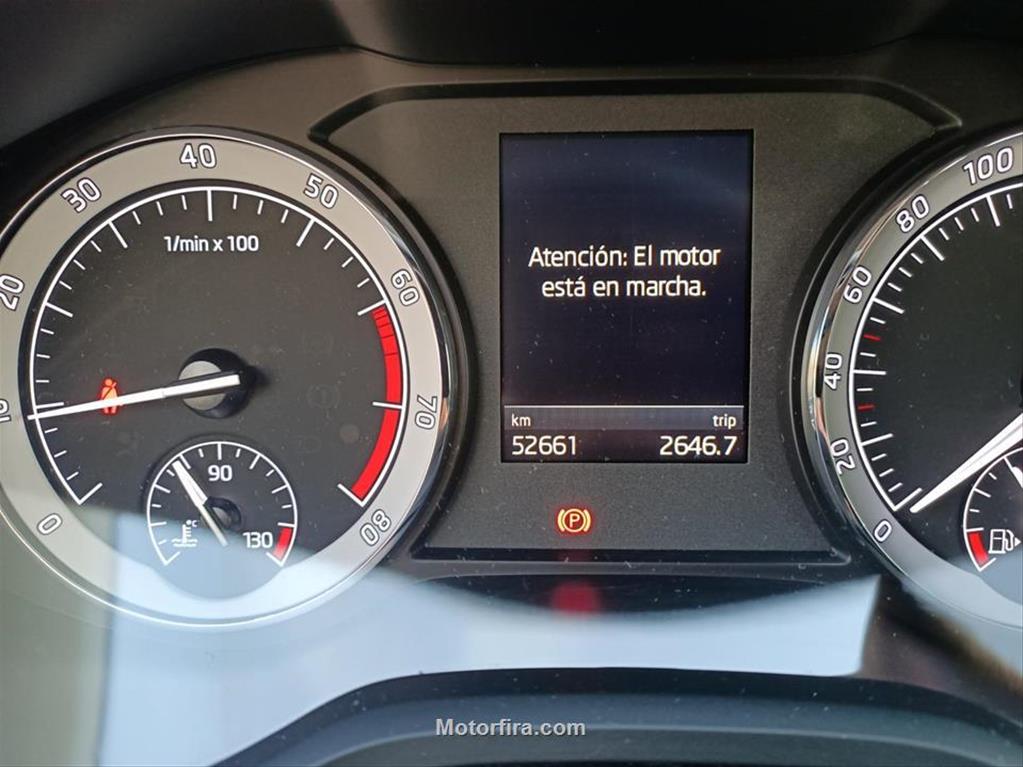 0
10
20
30
40
50
60
70
80
1/min x 100
90
°C
130
Atención: El motor
está en marcha.
km trip
52661 2646.7
P
0
20
40
60
80
100
Motorfira.com